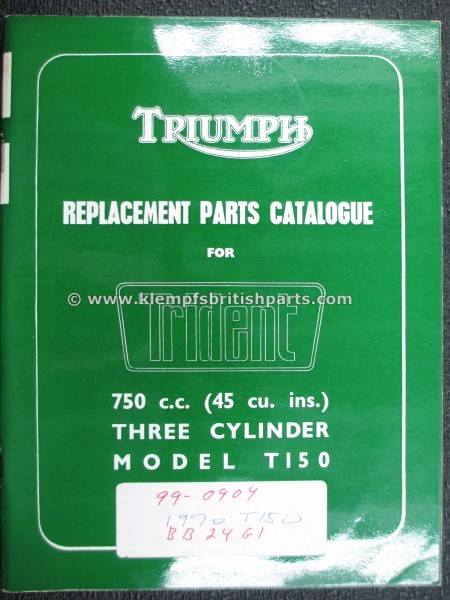 TRIUMPH
REPLACEMENT PARTS CATALOGUE
FOR
© www.klempfsbritishparts.com
Trident
750 c.c. (45 cu. ins.)
THREE CYLINDER
MODEL T150
99-0904
1970 T150
BB 24 G1